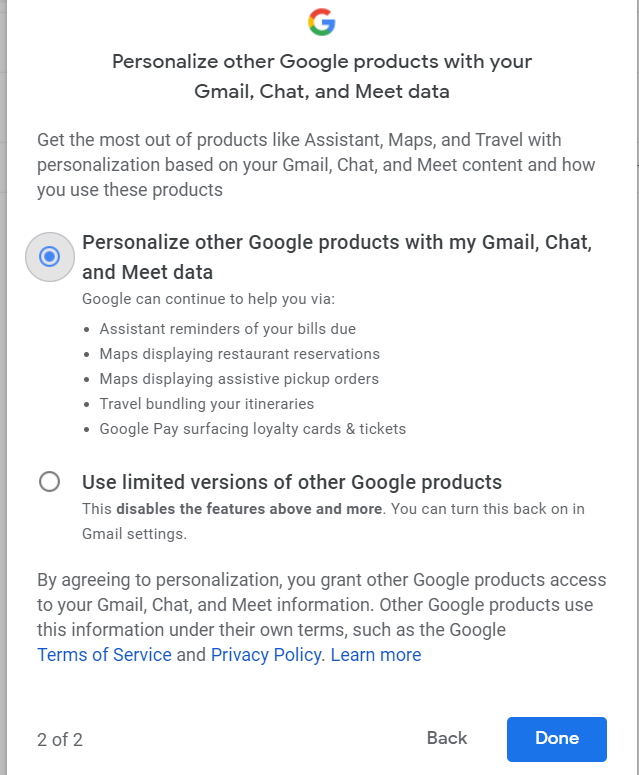 Personalize other Google products with your
Gmail, Chat, and Meet data
Get the most out of products like Assistant, Maps, and Travel with
personalization based on your Gmail, Chat, and Meet content and how
you use these products
Personalize other Google products with my Gmail, Chat,
and Meet data
Google can continue to help you via:
• Assistant reminders of your bills due
• Maps displaying restaurant reservations
• Maps displaying assistive pickup orders
• Travel bundling your itineraries
• Google Pay surfacing loyalty cards & tickets
Use limited versions of other Google products
This disables the features above and more. You can turn this back on in
Gmail settings.
By agreeing to personalization, you grant other Google products access
to your Gmail, Chat, and Meet information. Other Google products use
this information under their own terms, such as the Google
Terms of Service and Privacy Policy. Learn more
2 of 2 Back Done